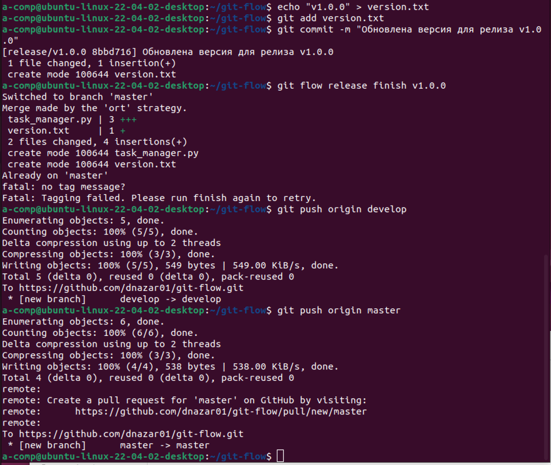 a-comp@ubuntu-linux-22-04-02-desktop:~/git-flow$ echo "v1.0.0" > version.txt
a-comp@ubuntu-linux-22-04-02-desktop:~/git-flow$ git add version.txt
a-comp@ubuntu-linux-22-04-02-desktop:~/git-flow$ git commit -m "Обновлена версия для релиза v1.0
.0"
[release/v1.0.0 8bbd716] Обновлена версия для релиза v1.0.0
 1 file changed, 1 insertion(+)
 create mode 100644 version.txt
a-comp@ubuntu-linux-22-04-02-desktop:~/git-flow$ git flow release finish v1.0.0
Switched to branch 'master'
Merge made by the 'ort' strategy.
 task_manager.py | 3 +++
 version.txt     | 1 +
 2 files changed, 4 insertions(+)
 create mode 100644 task_manager.py
 create mode 100644 version.txt
Already on 'master'
fatal: no tag message?
Fatal: Tagging failed. Please run finish again to retry.
a-comp@ubuntu-linux-22-04-02-desktop:~/git-flow$ git push origin develop
Enumerating objects: 5, done.
Counting objects: 100% (5/5), done.
Delta compression using up to 2 threads
Compressing objects: 100% (3/3), done.
Writing objects: 100% (5/5), 549 bytes | 549.00 KiB/s, done.
Total 5 (delta 0), reused 0 (delta 0), pack-reused 0
To https://github.com/dnazar01/git-flow.git
 * [new branch]      develop -> develop
a-comp@ubuntu-linux-22-04-02-desktop:~/git-flow$ git push origin master
Enumerating objects: 6, done.
Counting objects: 100% (6/6), done.
Delta compression using up to 2 threads
Compressing objects: 100% (3/3), done.
Writing objects: 100% (4/4), 538 bytes | 538.00 KiB/s, done.
Total 4 (delta 0), reused 0 (delta 0), pack-reused 0
remote:
remote: Create a pull request for 'master' on GitHub by visiting:
remote:      https://github.com/dnazar01/git-flow/pull/new/master
remote:
To https://github.com/dnazar01/git-flow.git
 * [new branch]      master -> master
a-comp@ubuntu-linux-22-04-02-desktop:~/git-flow$